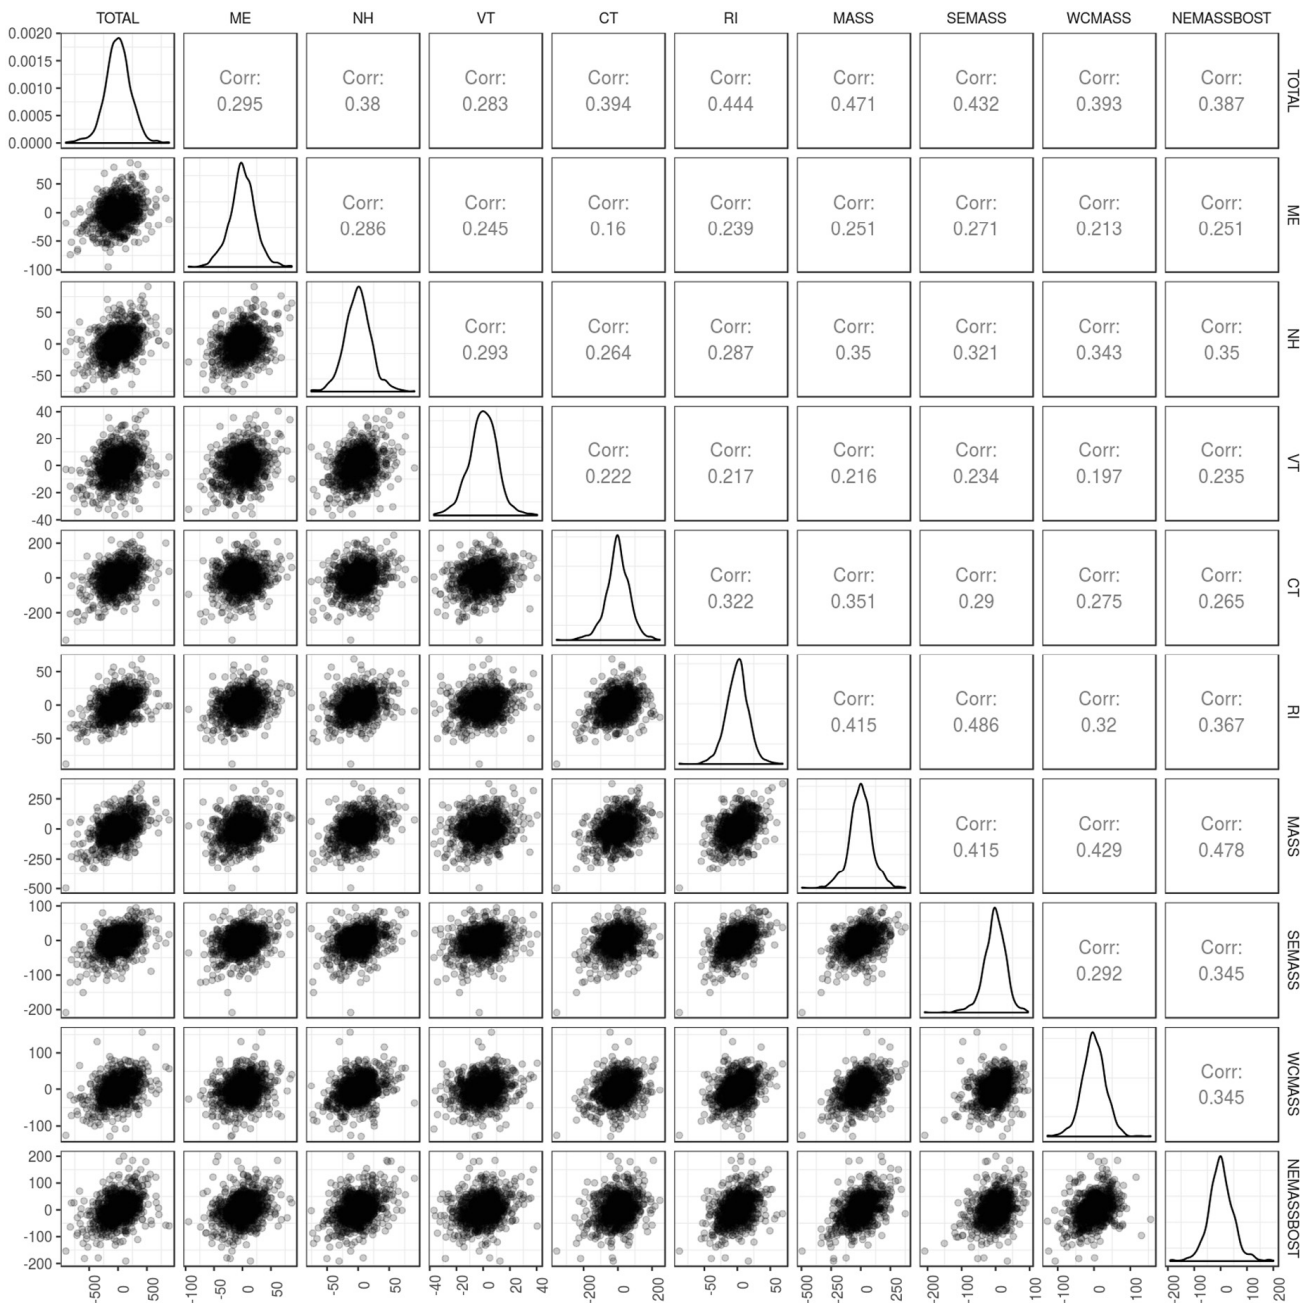 TOTAL ME NH VT CT RI MASS SEMASS WCMASS NEMASSBOST
0.0020
0.0015
0.0010
0.0005
0.0000
Corr: Corr: Corr: Corr: Corr: Corr: Corr: Corr: Corr:
0.295 0.38 0.283 0.394 0.444 0.471 0.432 0.393 0.387
TOTAL
50
0
-50
-100
Corr: Corr: Corr: Corr: Corr: Corr: Corr: Corr:
0.286 0.245 0.16 0.239 0.251 0.271 0.213 0.251
ME
50
0
-50
Corr: Corr: Corr: Corr: Corr: Corr: Corr:
0.293 0.264 0.287 0.35 0.321 0.343 0.35
NH
40
20
0
-20
-40
Corr: Corr: Corr: Corr: Corr: Corr:
0.222 0.217 0.216 0.234 0.197 0.235
VT
200
0
-200
Corr: Corr: Corr: Corr: Corr:
0.322 0.351 0.29 0.275 0.265
CT
50
0
-50
Corr: Corr: Corr: Corr:
0.415 0.486 0.32 0.367
RI
250
0
-250
-500
Corr: Corr: Corr:
0.415 0.429 0.478
MASS
100
0
-100
-200
Corr: Corr:
0.292 0.345
SEMASS
100
0
-100
Corr:
0.345
WCMASS
200
100
0
-100
-200
NEMASSBOST
-500 0 500 -100 -50 0 50 -50 0 50 -40 -20 0 20 40 -200 0 200 -50 0 50 -500 -250 0 250 -200 -100 0 100 -100 0 100 -200 -100 0 100 200